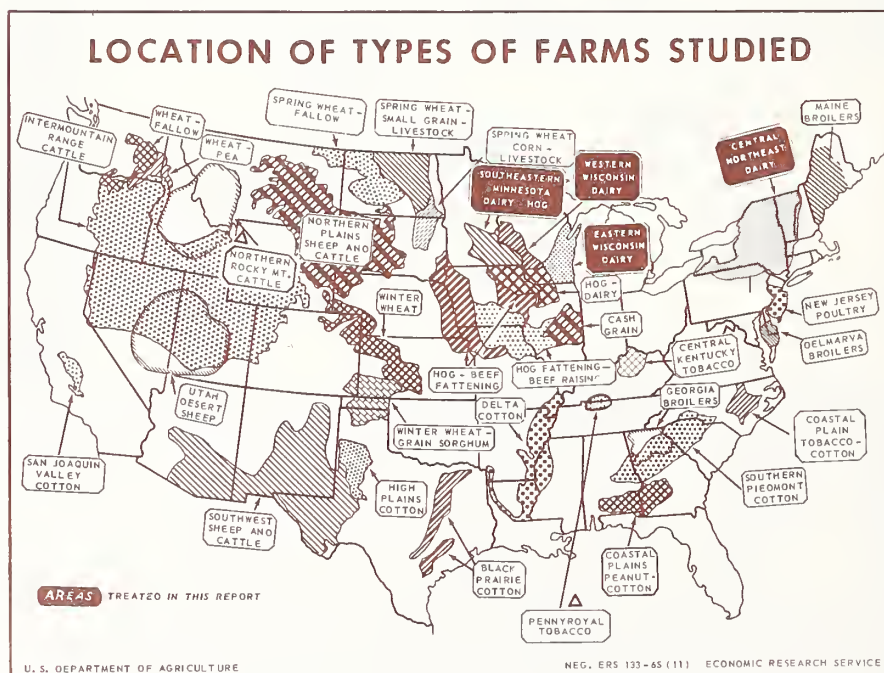 LOCATION OF TYPES OF FARMS STUDIED
MAINE
BROILERS
SPRING WHEAT-
FALLOW
SPRING WHEAT-
SMALL GRAIN-
LIVESTOCK
WHEAT-
FALLOW
INTERMOUNTAIN
RANGE
CATTLE
WHEAT-
PEA
SPRING WHEAT
CORN-
LIVESTOCK
SOUTHEASTERN
MINNESOTA
DAIRY-HOG
WESTERN
WISCONSIN
DAIRY
CENTRAL
NORTHEAST
DAIRY
EASTERN
WISCONSIN
DAIRY
NORTHERN
PLAINS
SHEEP AND
CATTLE
NORTHERN
ROCKY MT.
CATTLE
HOG-
DAIRY
WINTER
WHEAT
CASH
GRAIN
NEW JERSEY
POULTRY
DELMARVA
BROILERS
CENTRAL
KENTUCKY
TOBACCO
HOG-BEEF
FATTENING
HOG FATTENING-
BEEF RAISING
UTAH
DESERT
SHEEP
DELTA
COTTON
GEORGIA
BROILERS
COASTAL
PLAIN
TOBACCO-
COTTON
WINTER WHEAT-
GRAIN SORGHUM
SAN JOAQUIN
VALLEY
COTTON
HIGH
PLAINS
COTTON
SOUTHERN
PIEDMONT
COTTON
SOUTHWEST
SHEEP AND
CATTLE
BLACK
PRAIRIE
COTTON
COASTAL
PLAINS
PEANUT-
COTTON
PENNYROYAL
TOBACCO
AREAS TREATED IN THIS REPORT
U. S. DEPARTMENT OF AGRICULTURE
NEG. ERS 133-65 (11) ECONOMIC RESEARCH SERVICE